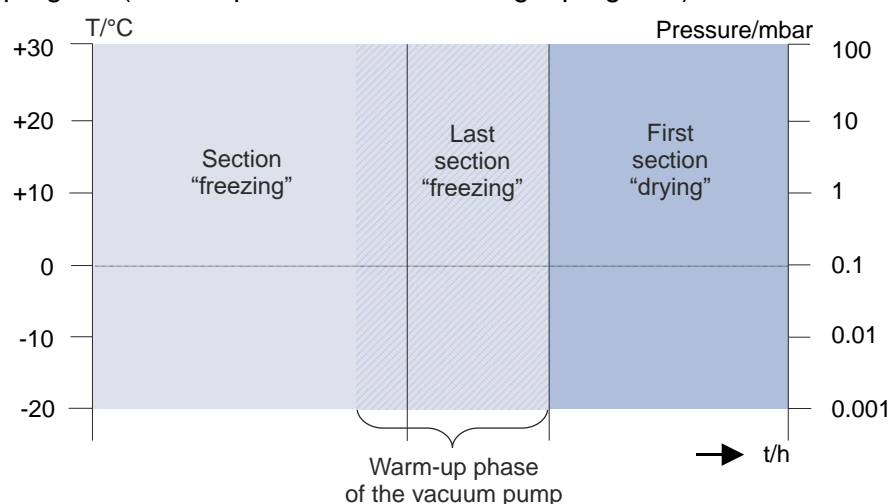 T/°C
Pressure/mbar
+30
100
+20
10
Section
“freezing”
Last
section
“freezing”
First
section
“drying”
+10
1
0
0.1
-10
0.01
-20
0.001
t/h
Warm-up phase
of the vacuum pump